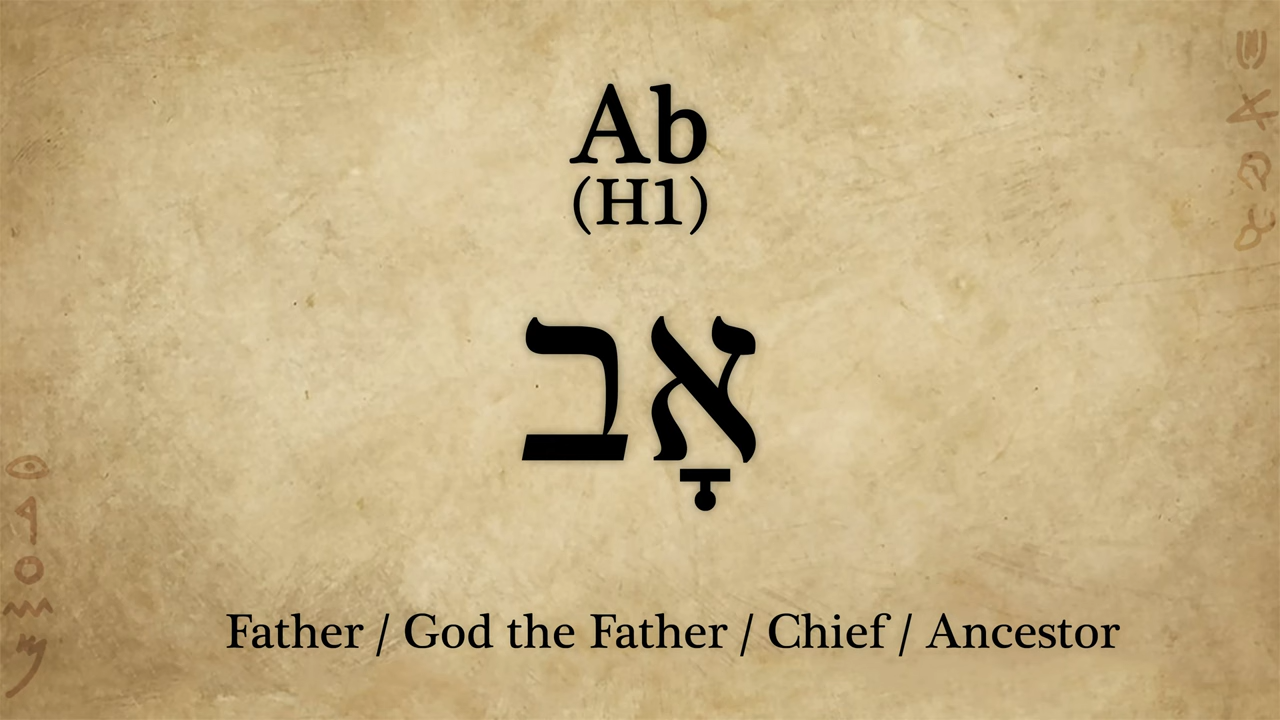 Ab
(H1)
אָב
Father / God the Father / Chief / Ancestor